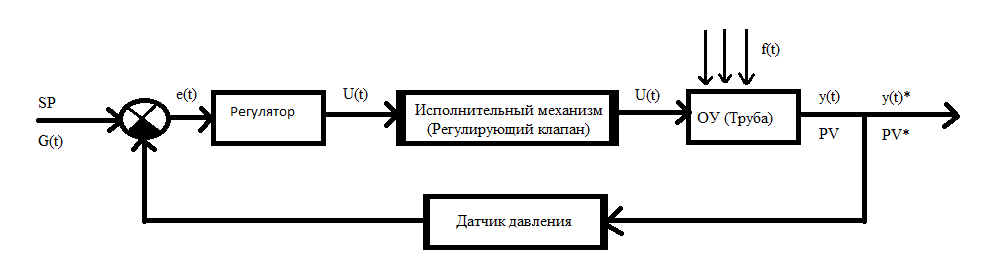 f(t)
SP
e(t)
U(t)
U(t)
y(t)
y(t)*
Регулятор
Исполнительный механизм
(Регулирующий клапан)
ОУ (Труба)
G(t)
PV
PV*
Датчик давления